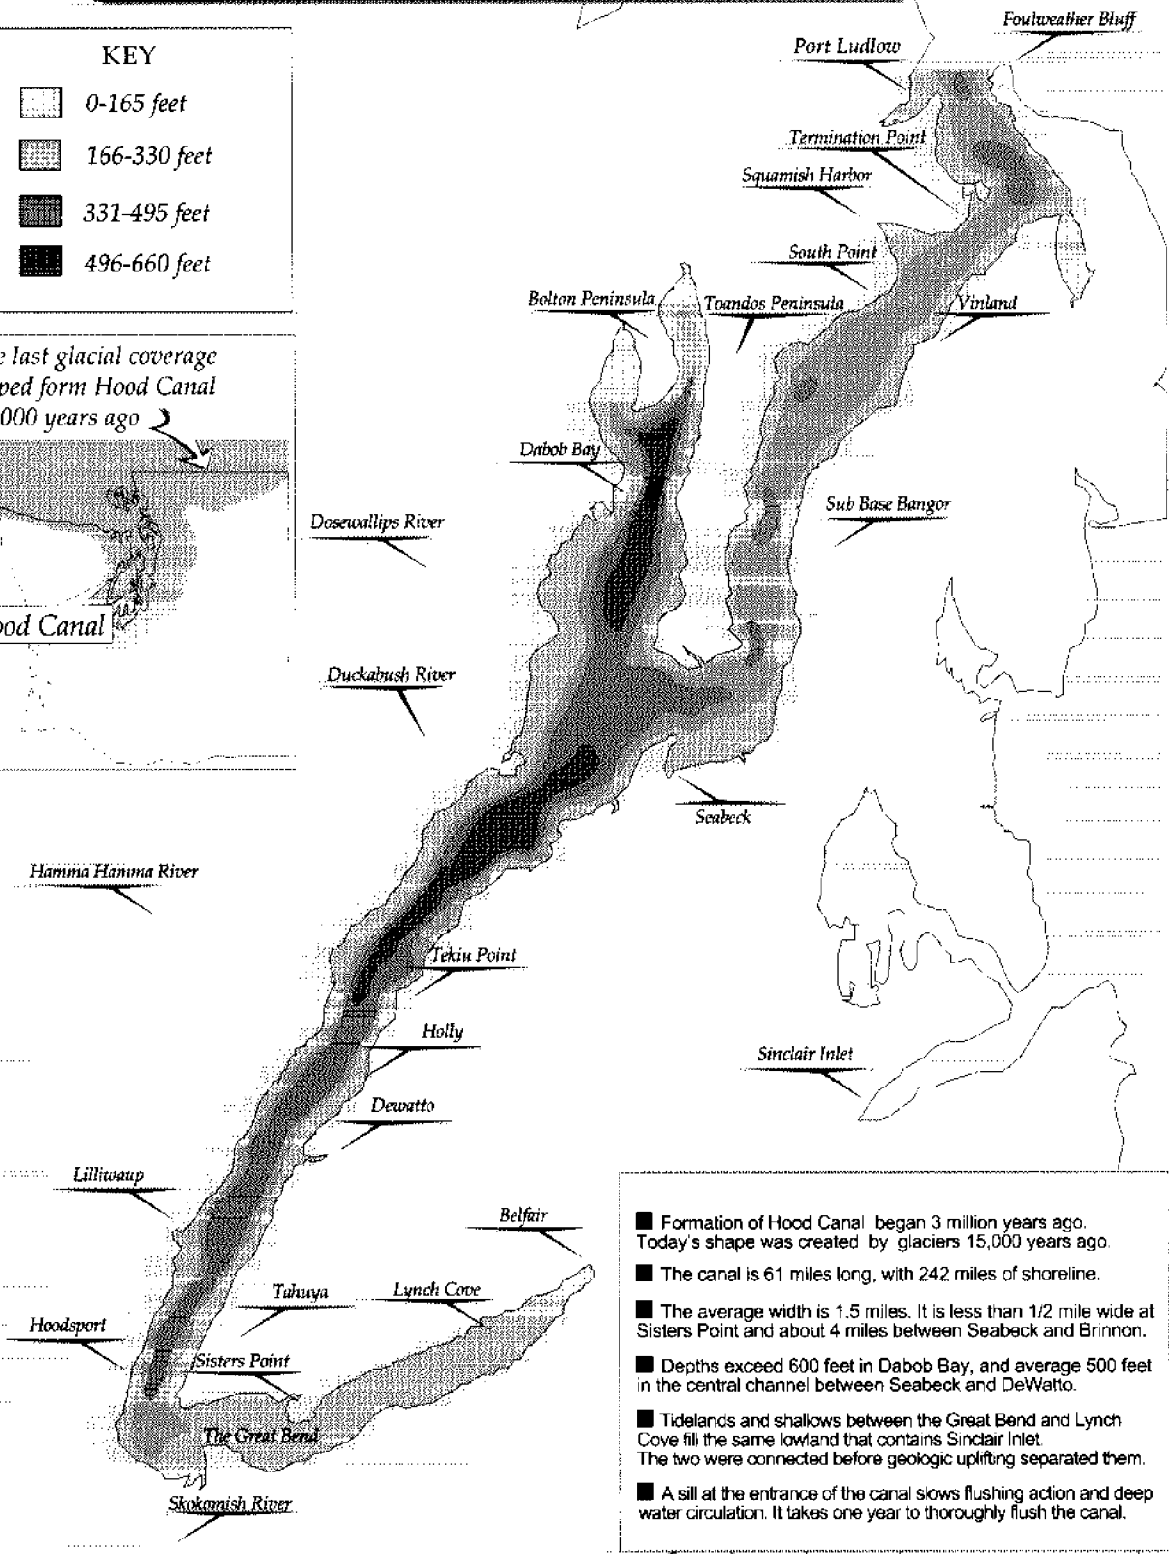 Foulweather Bluff
Port Ludlow
KEY
0-165 feet
166-330 feet
331-495 feet
496-660 feet
Termination Point
Squamish Harbor
South Point
Bolton Peninsula
Toandos Peninsula
Vinland
last glacial coverage
form Hood Canal
000 years ago
Dabob Bay
Sub Base Bangor
Dosewallips River
Canal
Duckabush River
Seabeck
Hamma Hamma River
Tekiu Point
Holly
Sinclair Inlet
Dewatto
Lilliwaup
Belfair
Tahuya
Lynch Cove
Hoodsport
Sisters Point
The Great Bend
Skokomish River
■ Formation of Hood Canal began 3 million years ago.
Today's shape was created by glaciers 15,000 years ago.
■ The canal is 61 miles long, with 242 miles of shoreline.
■ The average width is 1.5 miles. It is less than 1/2 mile wide at
Sisters Point and about 4 miles between Seabeck and Brinnon.
■ Depths exceed 600 feet in Dabob Bay, and average 500 feet
in the central channel between Seabeck and DeWatto.
■ Tidelands and shallows between the Great Bend and Lynch
Cove fill the same lowland that contains Sinclair Inlet.
The two were connected before geologic uplifting separated them.
■ A sill at the entrance of the canal slows flushing action and deep
water circulation. It takes one year to thoroughly flush the canal.